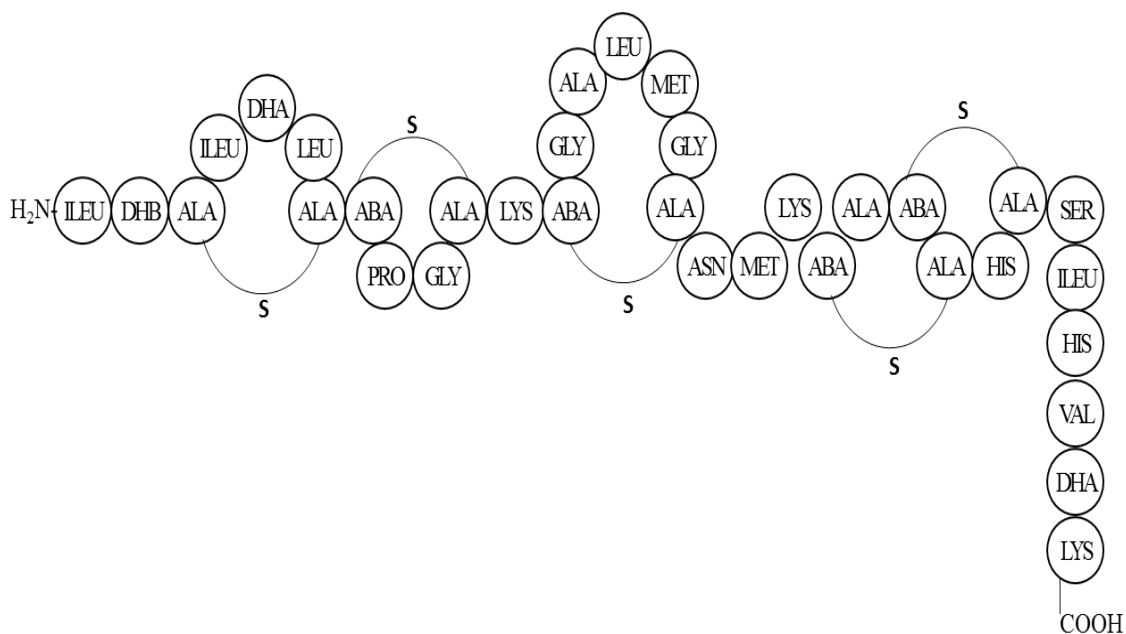 LEU
ALA MET
DHA S S
ILEU LEU GLY GLY
H₂N- ILEU DHB ALA ALA ABA ALA LYS ABA ALA LYS ALA ABA ALA SER
PRO GLY ASN MET ABA ALA HIS ILEU
S S
HIS
S
VAL
DHA
LYS
COOH